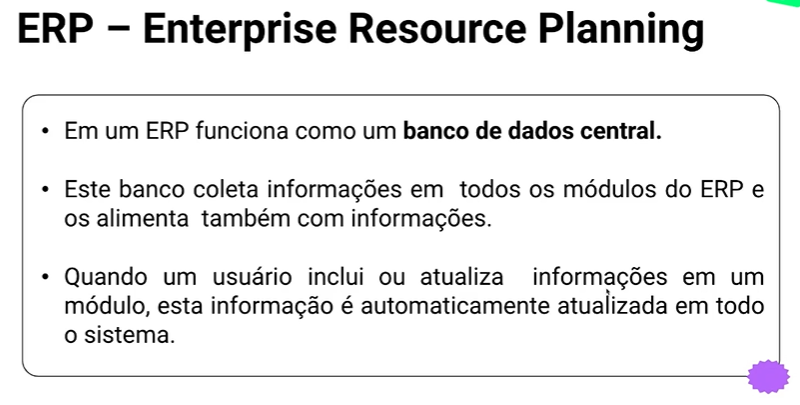 ERP – Enterprise Resource Planning
• Em um ERP funciona como um banco de dados central.
• Este banco coleta informações em todos os módulos do ERP e
os alimenta também com informações.
• Quando um usuário inclui ou atualiza informações em um
módulo, esta informação é automaticamente atualizada em todo
o sistema.